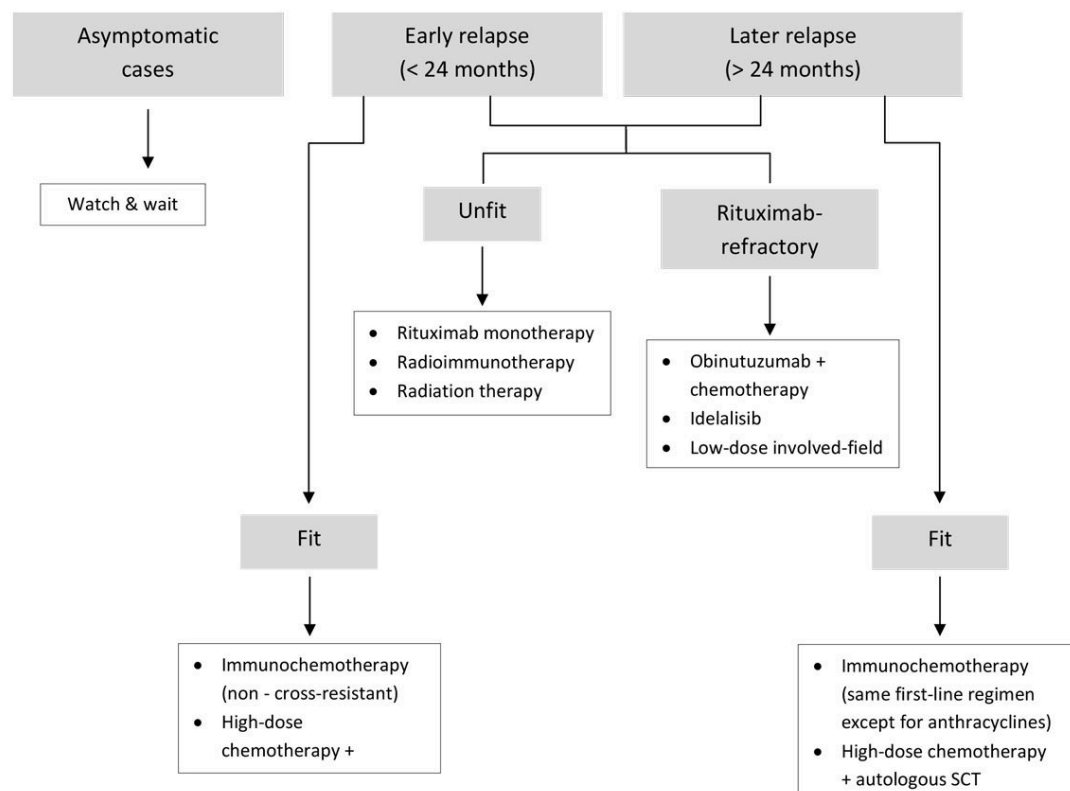 Asymptomatic
cases
Early relapse
(< 24 months)
Later relapse
(> 24 months)
Watch & wait
Unfit
Rituximab-
refractory
• Rituximab monotherapy
• Radioimmunotherapy
• Radiation therapy
• Obinutuzumab +
chemotherapy
• Idelalisib
• Low-dose involved-field
Fit
Fit
• Immunochemotherapy
(non - cross-resistant)
• High-dose
chemotherapy +
• Immunochemotherapy
(same first-line regimen
except for anthracyclines)
• High-dose chemotherapy
+ autologous SCT